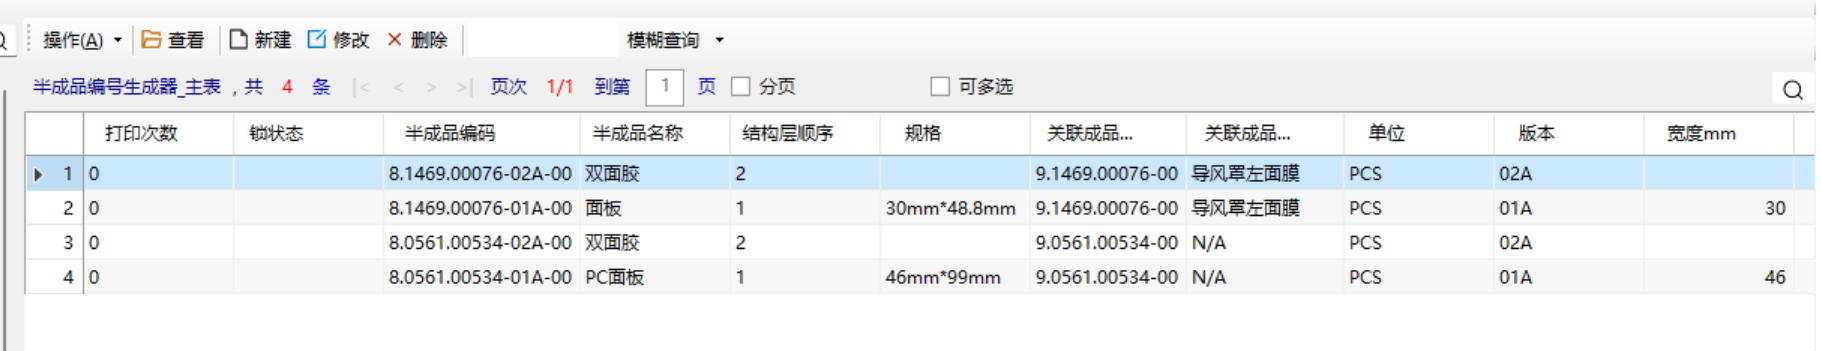 操作(A) 查看 新建 修改 删除 模糊查询
半成品编号生成器_主表 , 共 4 条 |< < > >| 页次 1/1 到第 1 页 分页 可多选
打印次数 锁状态 半成品编码 半成品名称 结构层顺序 规格 关联成品... 关联成品... 单位 版本 宽度mm
1 0 8.1469.00076-02A-00 双面胶 2 9.1469.00076-00 导风罩左面膜 PCS 02A
2 0 8.1469.00076-01A-00 面板 1 30mm*48.8mm 9.1469.00076-00 导风罩左面膜 PCS 01A 30
3 0 8.0561.00534-02A-00 双面胶 2 9.0561.00534-00 N/A PCS 02A
4 0 8.0561.00534-01A-00 PC面板 1 46mm*99mm 9.0561.00534-00 N/A PCS 01A 46